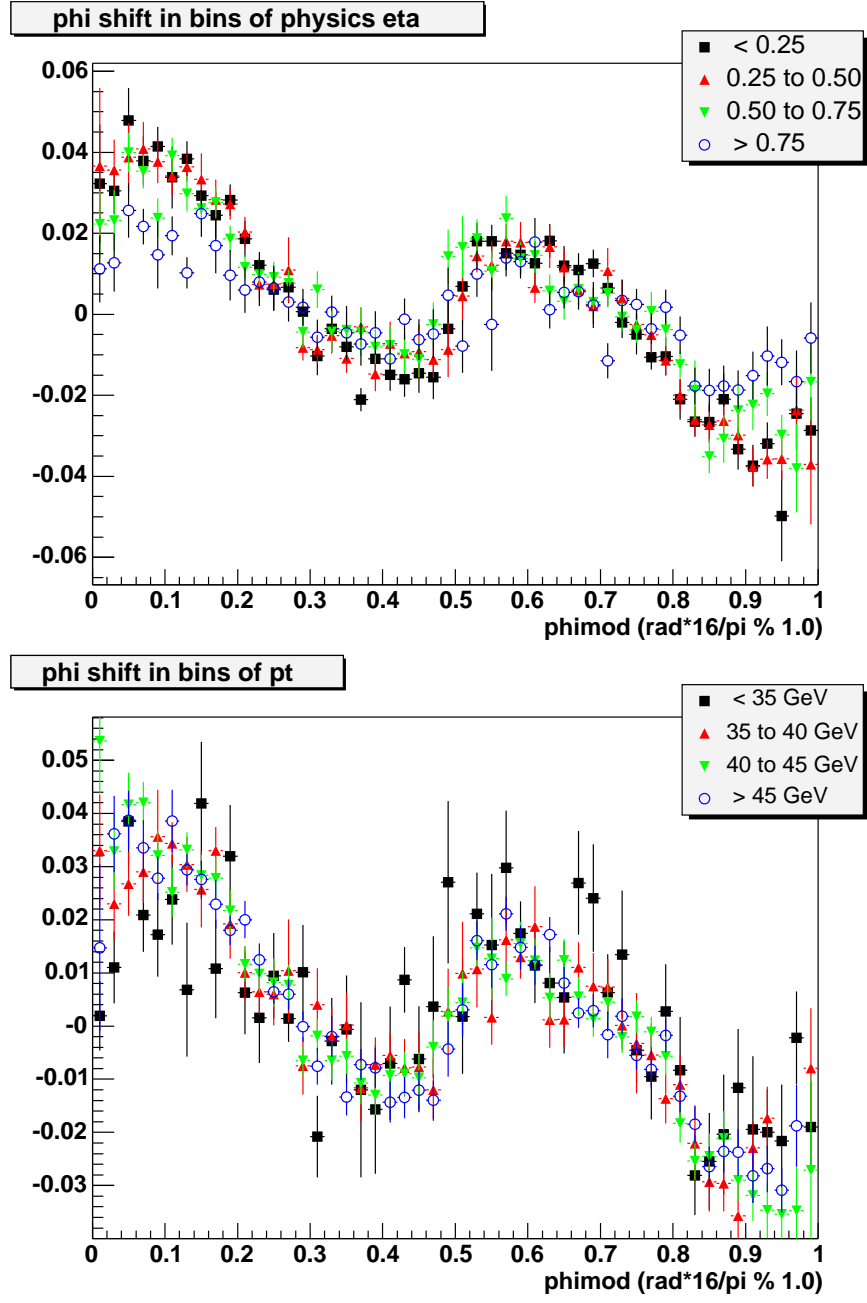 phi shift in bins of physics eta
< 0.25
0.25 to 0.50
0.50 to 0.75
> 0.75
0.06
0.04
0.02
0
-0.02
-0.04
-0.06
0 0.1 0.2 0.3 0.4 0.5 0.6 0.7 0.8 0.9 1
phimod (rad*16/pi % 1.0)
phi shift in bins of pt
< 35 GeV
35 to 40 GeV
40 to 45 GeV
> 45 GeV
0.05
0.04
0.03
0.02
0.01
-0
-0.01
-0.02
-0.03
0 0.1 0.2 0.3 0.4 0.5 0.6 0.7 0.8 0.9 1
phimod (rad*16/pi % 1.0)